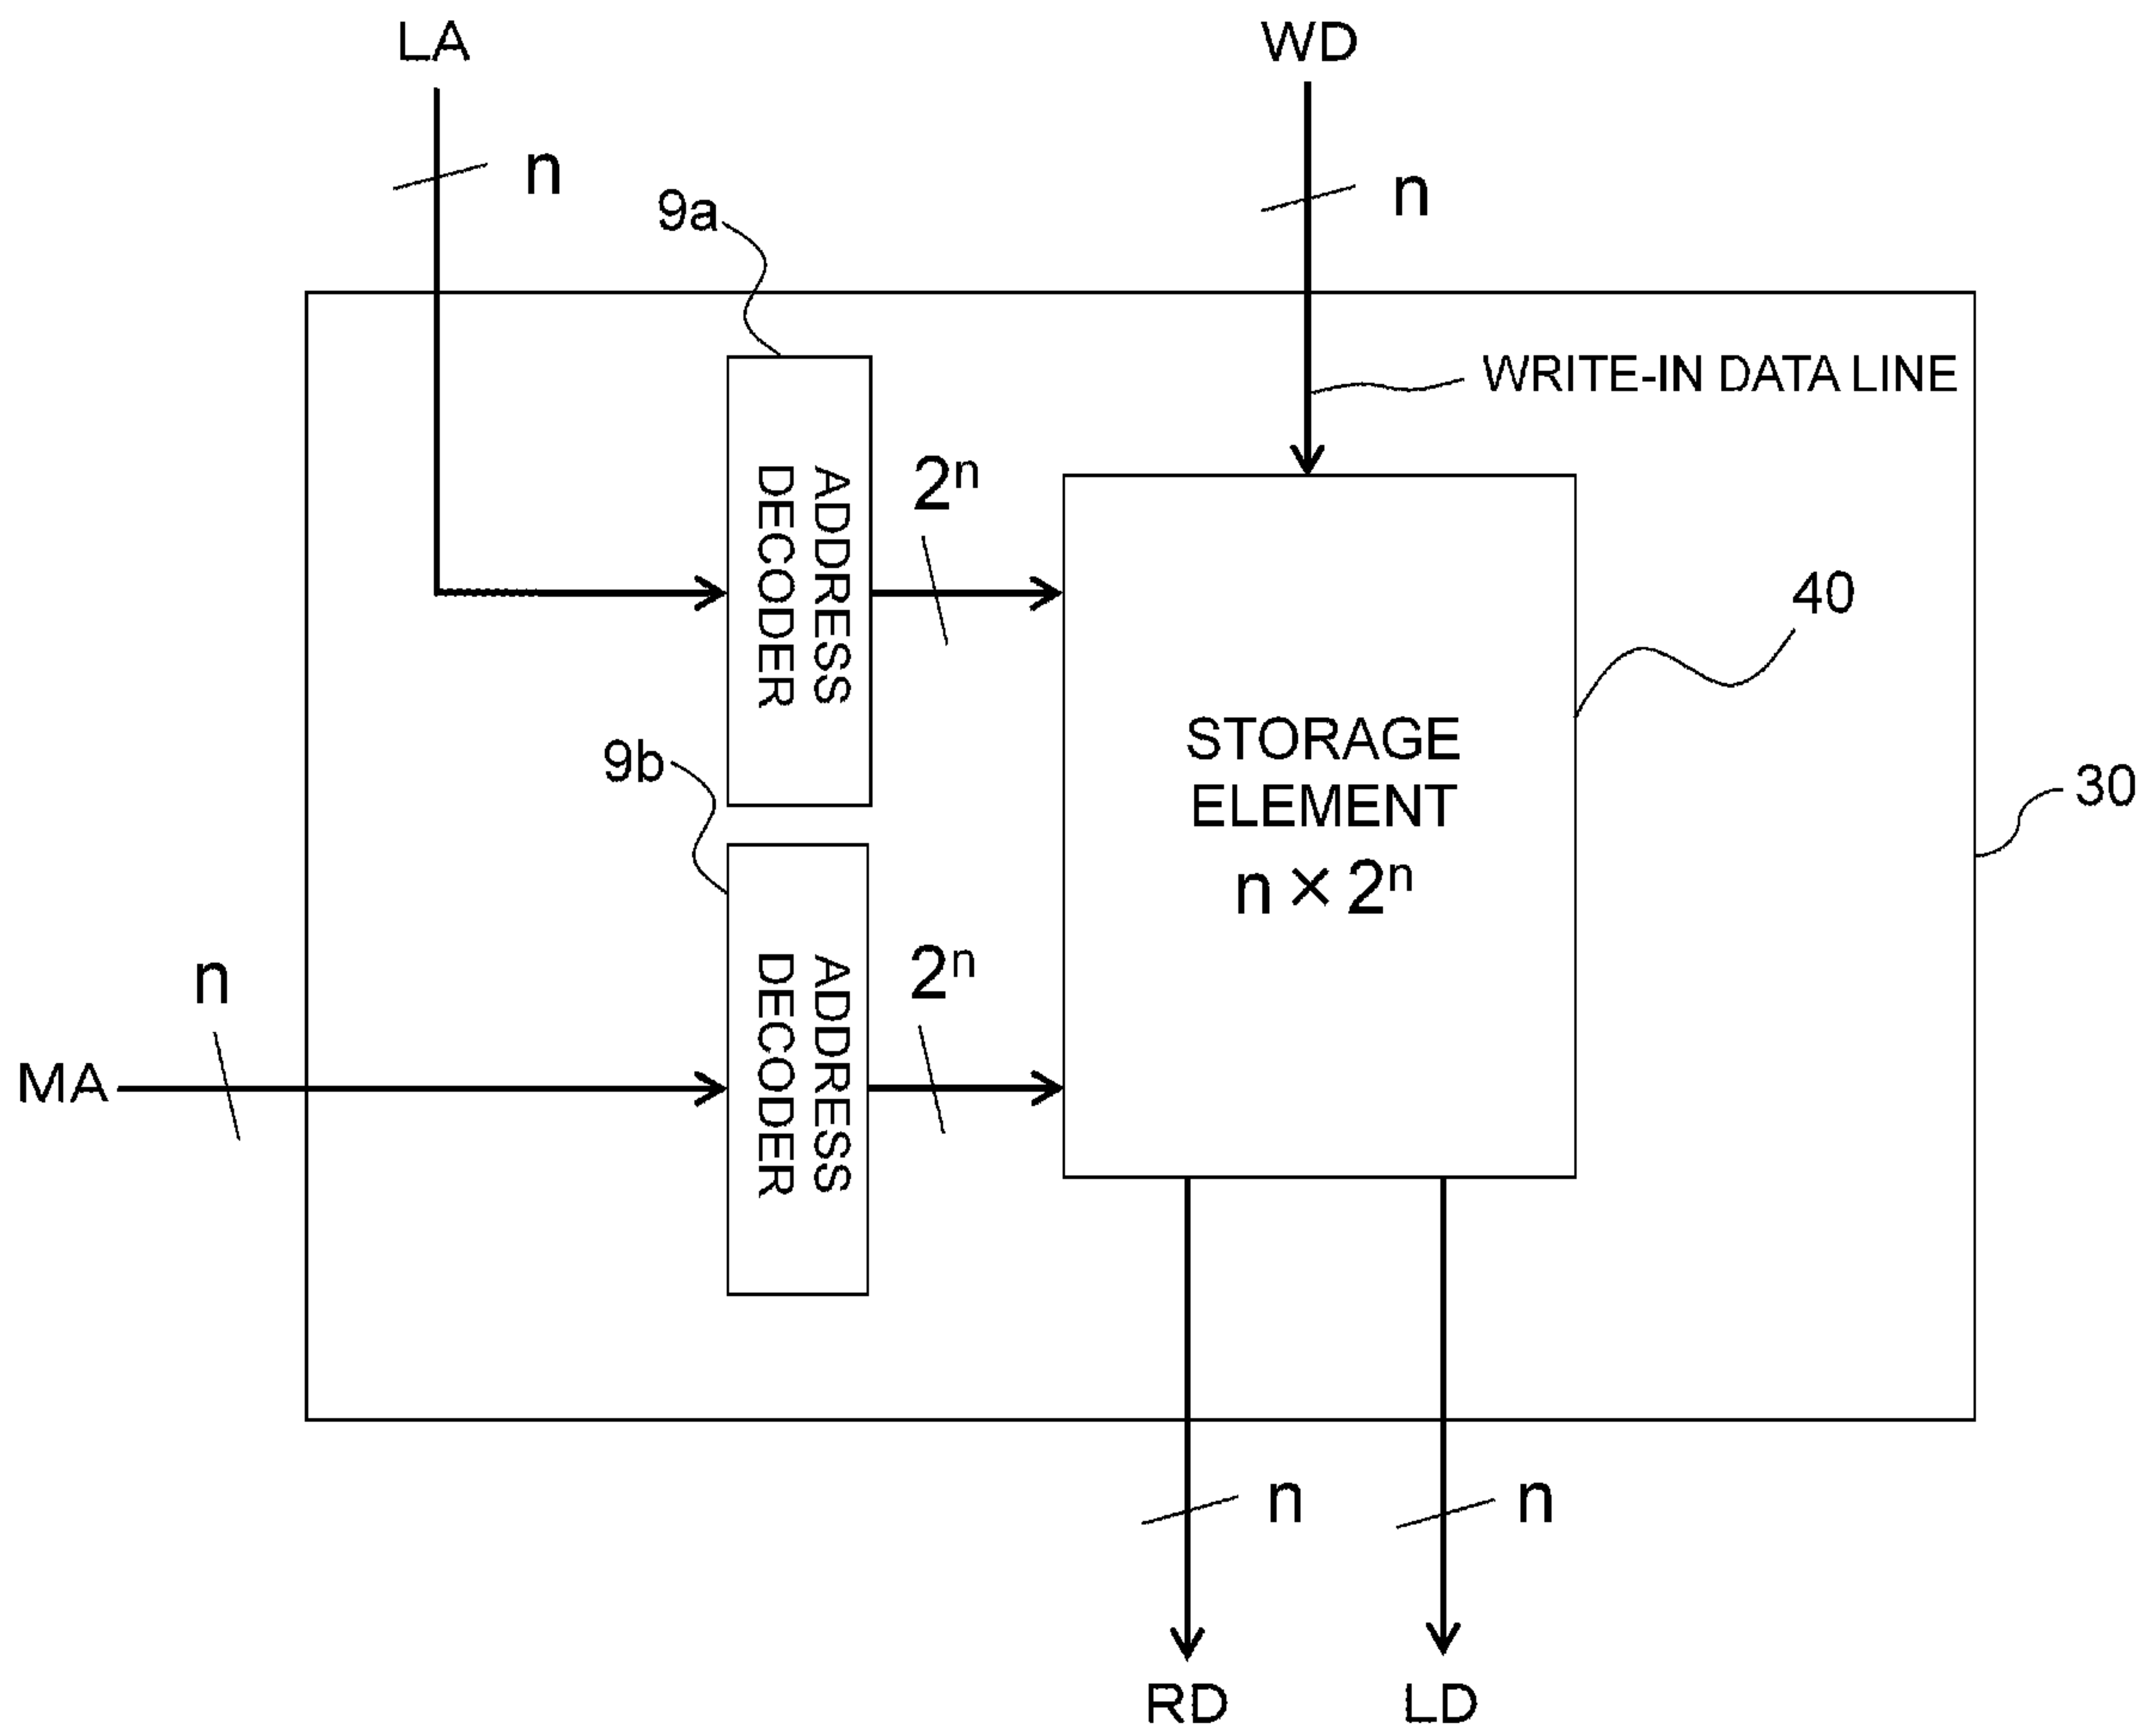 LA
WD
n
n
9a
WRITE-IN DATA LINE
ADDRESS
DECODER
2ⁿ
40
STORAGE
ELEMENT
n × 2ⁿ
9b
30
ADDRESS
DECODER
2ⁿ
n
MA
n
n
RD
LD